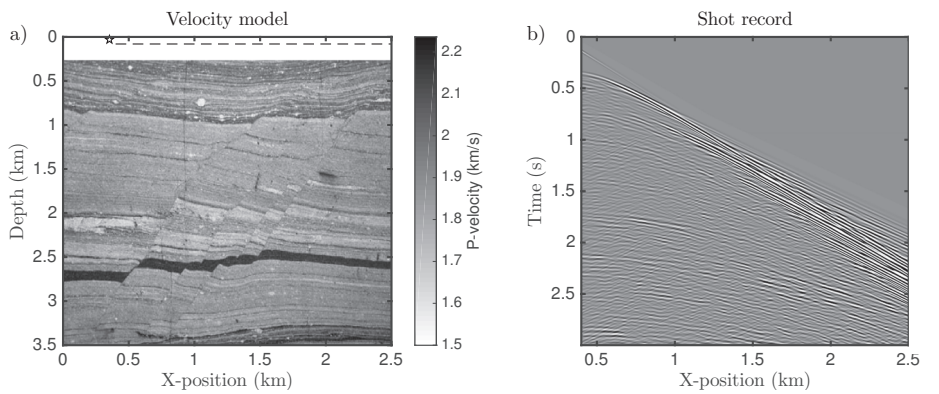 Velocity model
a)
0
0.5
1
1.5
2
2.5
3
3.5
Depth (km)
0 0.5 1 1.5 2 2.5
X-position (km)
2.2
2.1
2
1.9
1.8
1.7
1.6
1.5
P-velocity (km/s)
Shot record
b)
0
0.5
1
1.5
2
2.5
Time (s)
0.5 1 1.5 2 2.5
X-position (km)